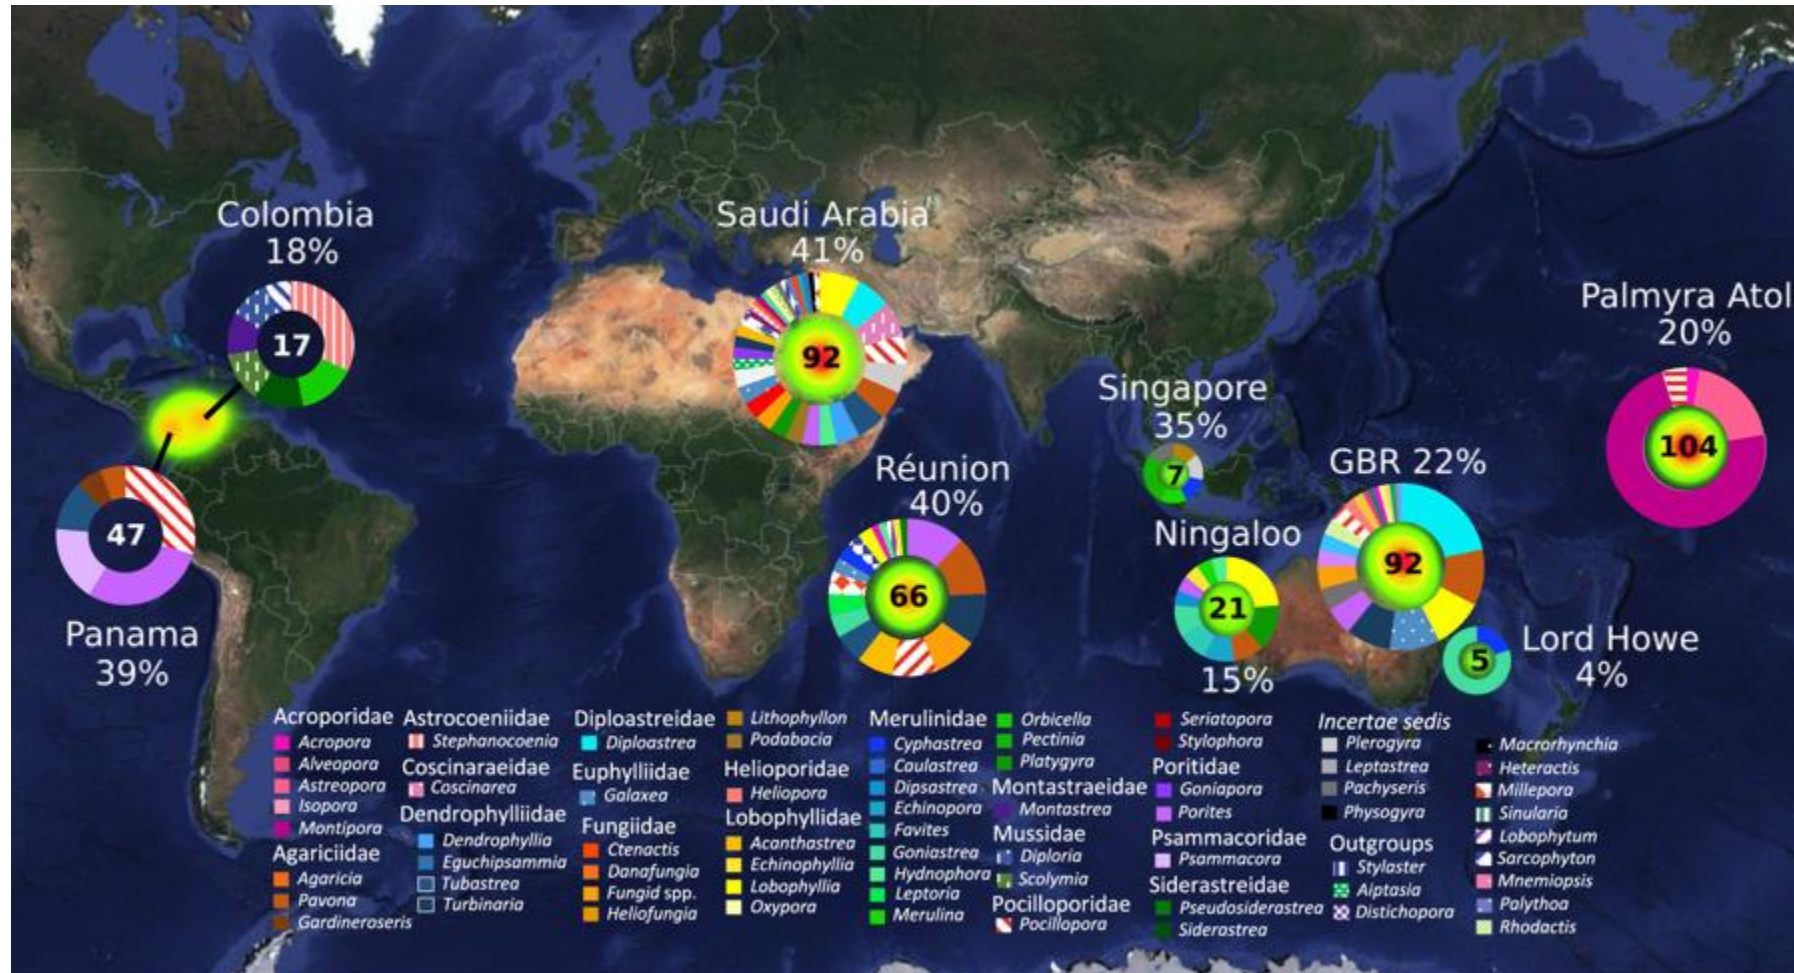 Colombia
18%
17
Saudi Arabia
41%
92
Palmyra Atol
20%
104
Singapore
35%
7
GBR 22%
92
Réunion
40%
66
Ningaloo
21
15%
Lord Howe
4%
5
47
Panama
39%
Acroporidae
Acropora
Alveopora
Astreopora
Isopora
Montipora
Agariciidae
Agaricia
Pavona
Gardineroseris
Astrocoeniidae
Stephanocoenia
Coscinaraeidae
Coscinarea
Dendrophylliidae
Dendrophyllia
Eguchipsammia
Tubastrea
Turbinaria
Diploastreidae
Diploastrea
Euphylliidae
Galaxea
Fungiidae
Ctenactis
Danafungia
Fungid spp.
Heliofungia
Lithophyllon
Podabacia
Helioporidae
Heliopora
Lobophyllidae
Acanthastrea
Echinophyllia
Lobophyllia
Oxypora
Merulinidae
Cyphastrea
Caulastrea
Dipsastrea
Echinopora
Favites
Goniastrea
Hydnophora
Leptoria
Merulina
Orbicella
Pectinia
Platygyra
Montastraeidae
Montastrea
Mussidae
Diploria
Scolymia
Pocilloporidae
Pocillopora
Seriatopora
Stylophora
Poritidae
Goniapora
Porites
Psammacoridae
Psammacora
Siderastreidae
Pseudosiderastrea
Siderastrea
Incertae sedis
Plerogyra
Leptastrea
Pachyseris
Physogyra
Outgroups
Stylaster
Aiptasia
Distichopora
Macrorhynchia
Heteractis
Millepora
Sinularia
Lobophytum
Sarcophyton
Mnemiopsis
Palythoa
Rhodactis